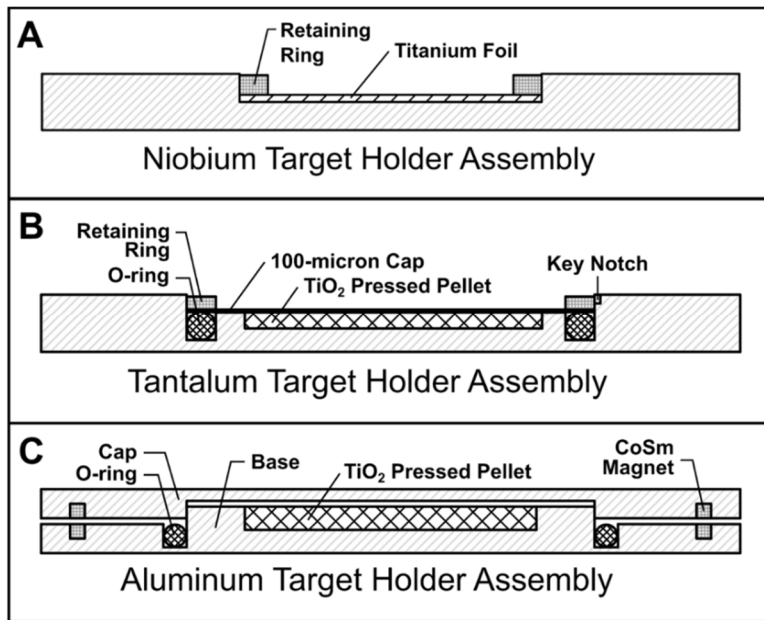 A
Retaining
Ring
Titanium Foil
Niobium Target Holder Assembly
B
Retaining
Ring
O-ring
100-micron Cap
TiO₂ Pressed Pellet
Key Notch
Tantalum Target Holder Assembly
C
Cap
O-ring
Base
TiO₂ Pressed Pellet
CoSm
Magnet
Aluminum Target Holder Assembly